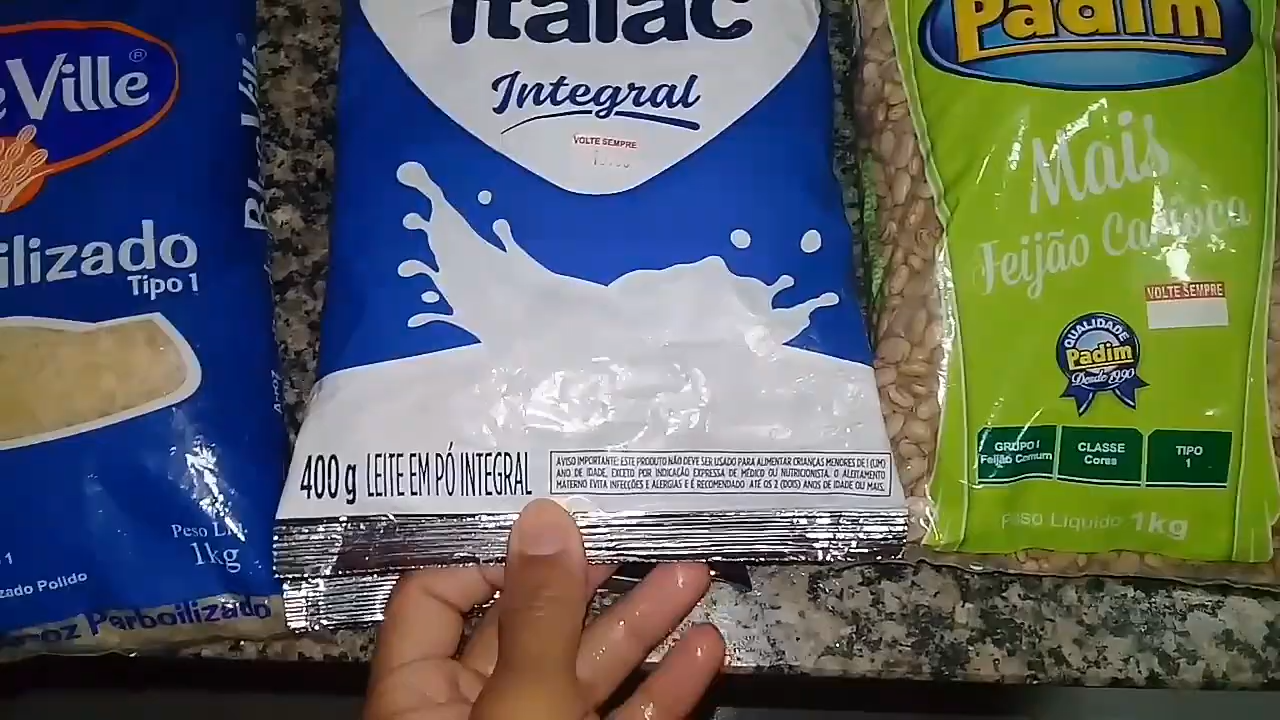 e Ville
ilizado
Tipo 1
Peso
1kg
zado Polido
oz Parboilizado
Italac
Integral
VOLTE SEMPRE
400 g LEITE EM PÓ INTEGRAL
AVISO IMPORTANTE: ESTE PRODUTO NÃO DEVE SER USADO PARA ALIMENTAR CRIANÇAS MENORES DE 1 (UM)
ANO DE IDADE, EXCETO POR INDICAÇÃO EXPRESSA DE MÉDICO OU NUTRICIONISTA. O ALEITAMENTO
MATERNO EVITA INFECÇÕES E ALERGIAS E É RECOMENDADO ATÉ OS 2 (DOIS) ANOS DE IDADE OU MAIS.
Padim
Mais
Feijão Carioca
VOLTE SEMPRE
QUALIDADE
Padim
Desde 1990
GRUPO I
Feijão Comum
CLASSE
Cores
TIPO
1
Peso Líquido 1kg